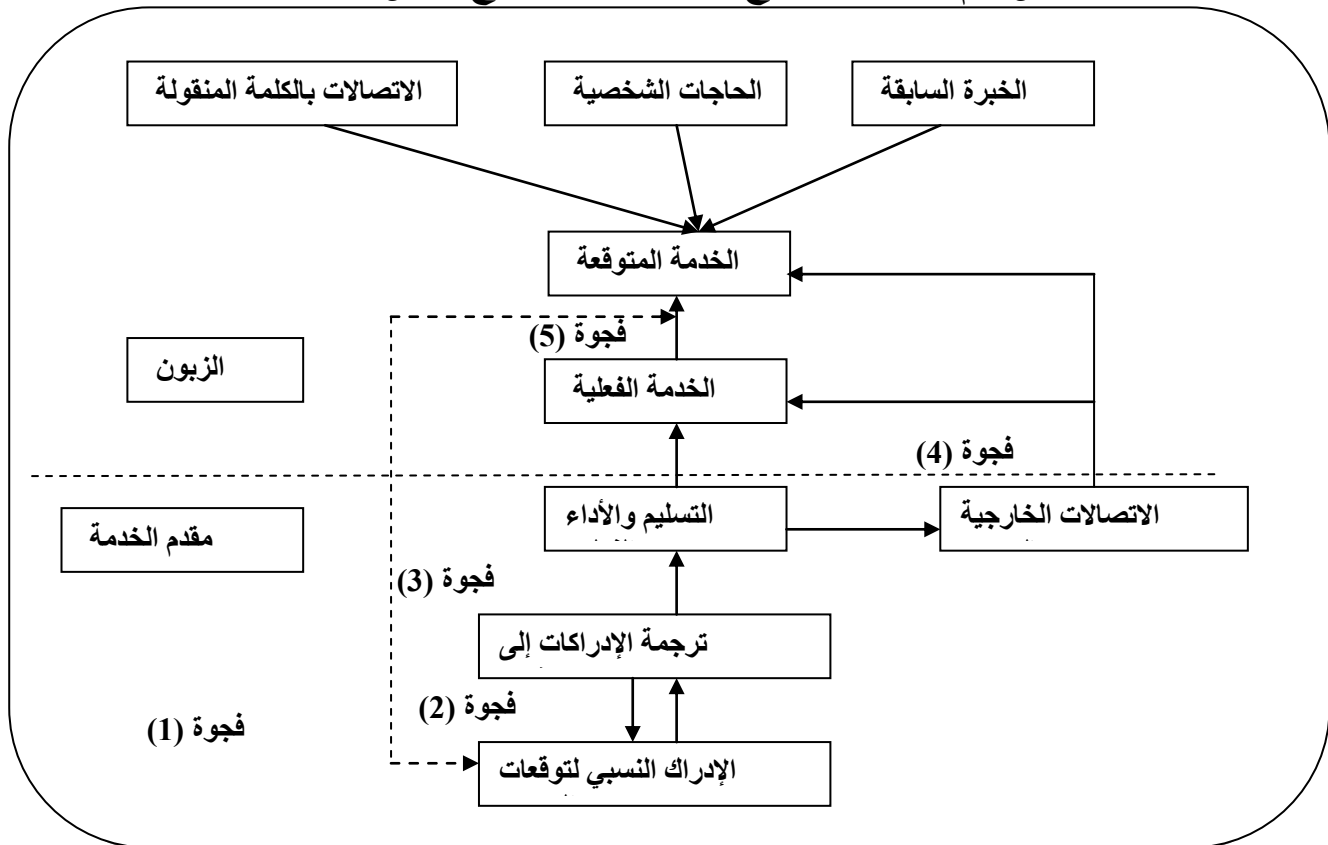 الخبرة السابقة
الحاجات الشخصية
الاتصالات بالكلمة المنقولة
الخدمة المتوقعة
فجوة (5)
الزبون
الخدمة الفعلية
فجوة (4)
الاتصالات الخارجية
التسليم والأداء
مقدم الخدمة
فجوة (3)
ترجمة الإدراكات إلى
فجوة (2)
فجوة (1)
الإدراك النسبي لتوقعات